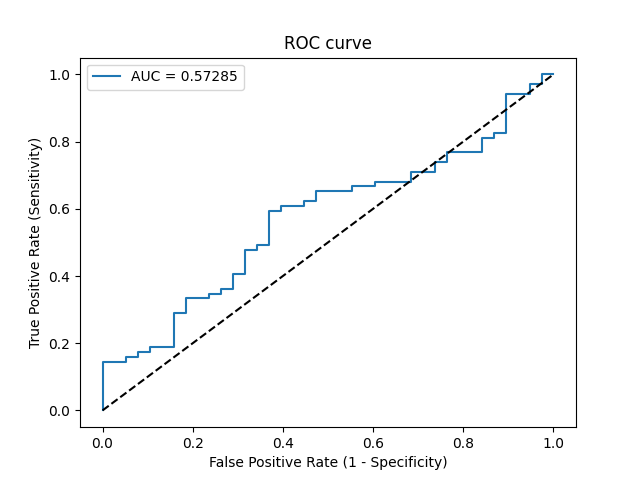 ROC curve
AUC = 0.57285
True Positive Rate (Sensitivity)
1.0
0.8
0.6
0.4
0.2
0.0
0.0 0.2 0.4 0.6 0.8 1.0
False Positive Rate (1 - Specificity)